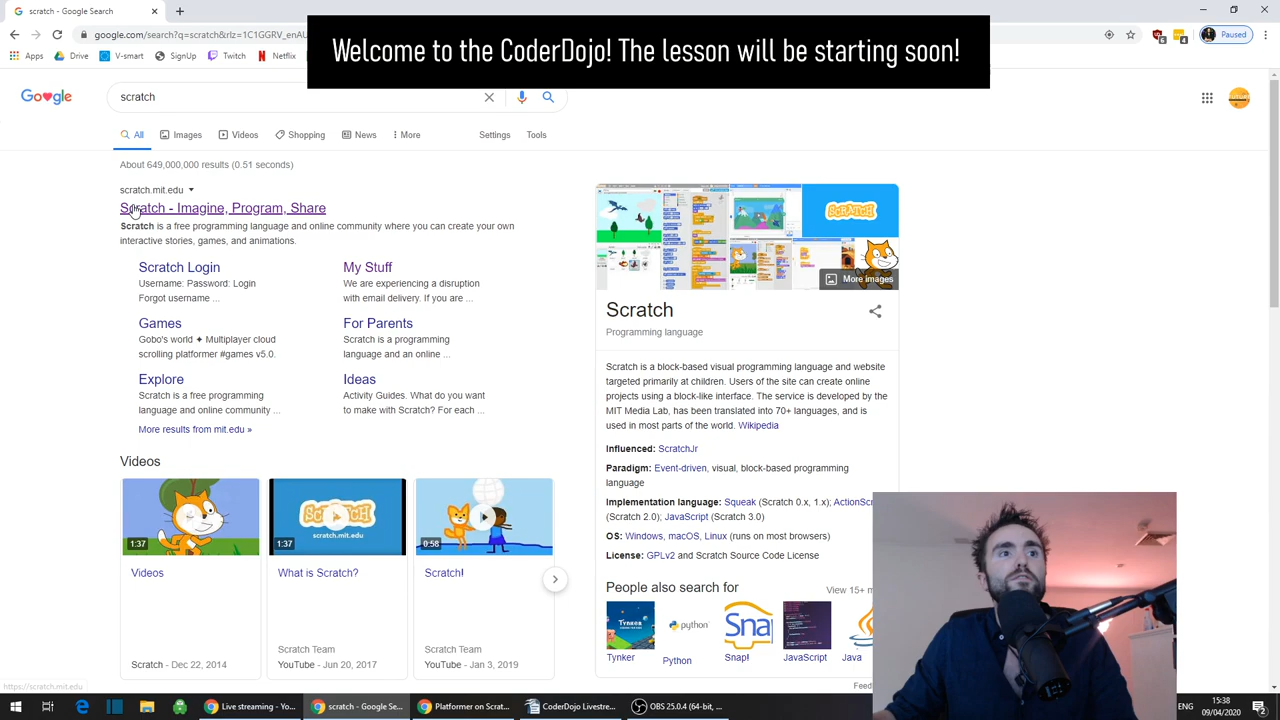 Search
Welcome to the CoderDojo! The lesson will be starting soon!
google.com/search?q=scratch&rlz=1C1GGRV_enAU
Paused
Apps
Drive
V-smart
SignUp
Twitch
Netflix
Google
scratch
All
Images
Videos
Shopping
News
More
Settings
Tools
About 649,000,000 results (0.51 seconds)
scratch.mit.edu
Scratch - Imagine, Program, Share
Scratch is a free programming language and online community where you can create your own
interactive stories, games, and animations.
Scratch Login
Username: Password: Login
Forgot username ...
My Stuff
We are experiencing a disruption
with email delivery. If you are ...
Games
Gobo's world ✦ Multiplayer cloud
scrolling platformer #games v5.0.
For Parents
Scratch is a programming
language and an online ...
Explore
Scratch is a free programming
language and online community ...
Ideas
Activity Guides. What do you want
to make with Scratch? For each ...
More results from mit.edu »
Videos
1:37
Videos
Scratch - Dec 22, 2014
SCRATCH
scratch.mit.edu
1:37
What is Scratch?
Scratch Team
YouTube - Jun 20, 2017
0:58
Scratch!
Scratch Team
YouTube - Jan 3, 2019
SCRATCH
More images
Scratch
Programming language
Scratch is a block-based visual programming language and website
targeted primarily at children. Users of the site can create online
projects using a block-like interface. The service is developed by the
MIT Media Lab, has been translated into 70+ languages, and is
used in most parts of the world. Wikipedia
Influenced: ScratchJr
Paradigm: Event-driven, visual, block-based programming
language
Implementation language: Squeak (Scratch 0.x, 1.x); ActionScr
(Scratch 2.0); JavaScript (Scratch 3.0)
OS: Windows, macOS, Linux (runs on most browsers)
License: GPLv2 and Scratch Source Code License
People also search for
View 15+ m
Tynker
python
Snap
Tynker
Python
Snap!
JavaScript
Java
Feed
https://scratch.mit.edu
Live streaming - Yo...
scratch - Google Se...
Platformer on Scrat...
CoderDojo Livestre...
OBS 25.0.4 (64-bit, ...
ENG
15:38
09/04/2020